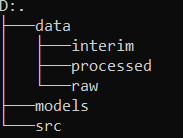 D:.
├───data
│   ├───interim
│   ├───processed
│   └───raw
├───models
└───src